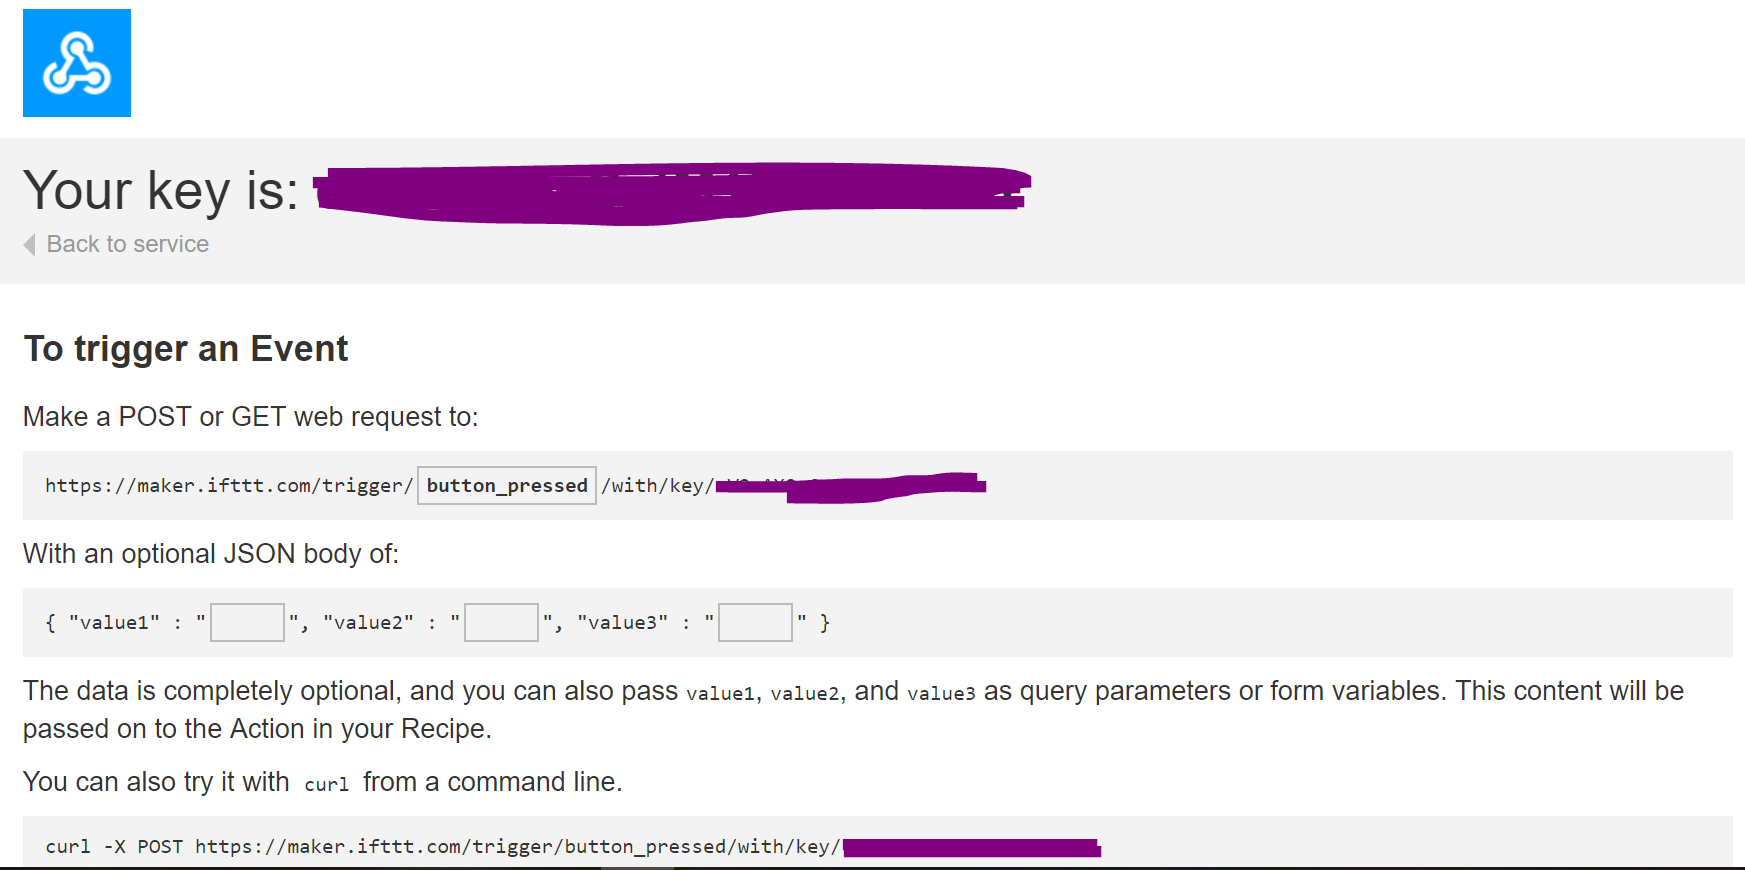 Your key is:
Back to service
To trigger an Event
Make a POST or GET web request to:
https://maker.ifttt.com/trigger/ button_pressed /with/key/
With an optional JSON body of:
{ "value1" : "", "value2" : "", "value3" : "" }
The data is completely optional, and you can also pass value1, value2, and value3 as query parameters or form variables. This content will be
passed on to the Action in your Recipe.
You can also try it with curl from a command line.
curl -X POST https://maker.ifttt.com/trigger/button_pressed/with/key/